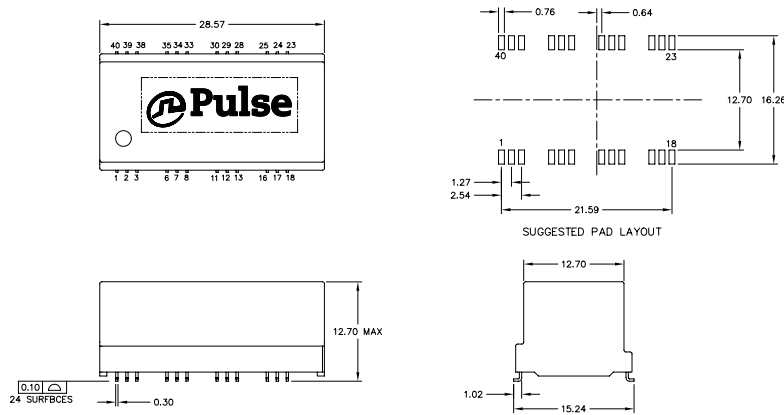 28.57
40 39 38 35 34 33 30 29 28 25 24 23
Pulse
1 2 3 6 7 8 11 12 13 16 17 18
0.76 0.64
40 23
12.70 16.26
1 18
1.27
2.54
21.59
SUGGESTED PAD LAYOUT
12.70 MAX
0.10
24 SURFBCES
0.30
12.70
1.02
15.24